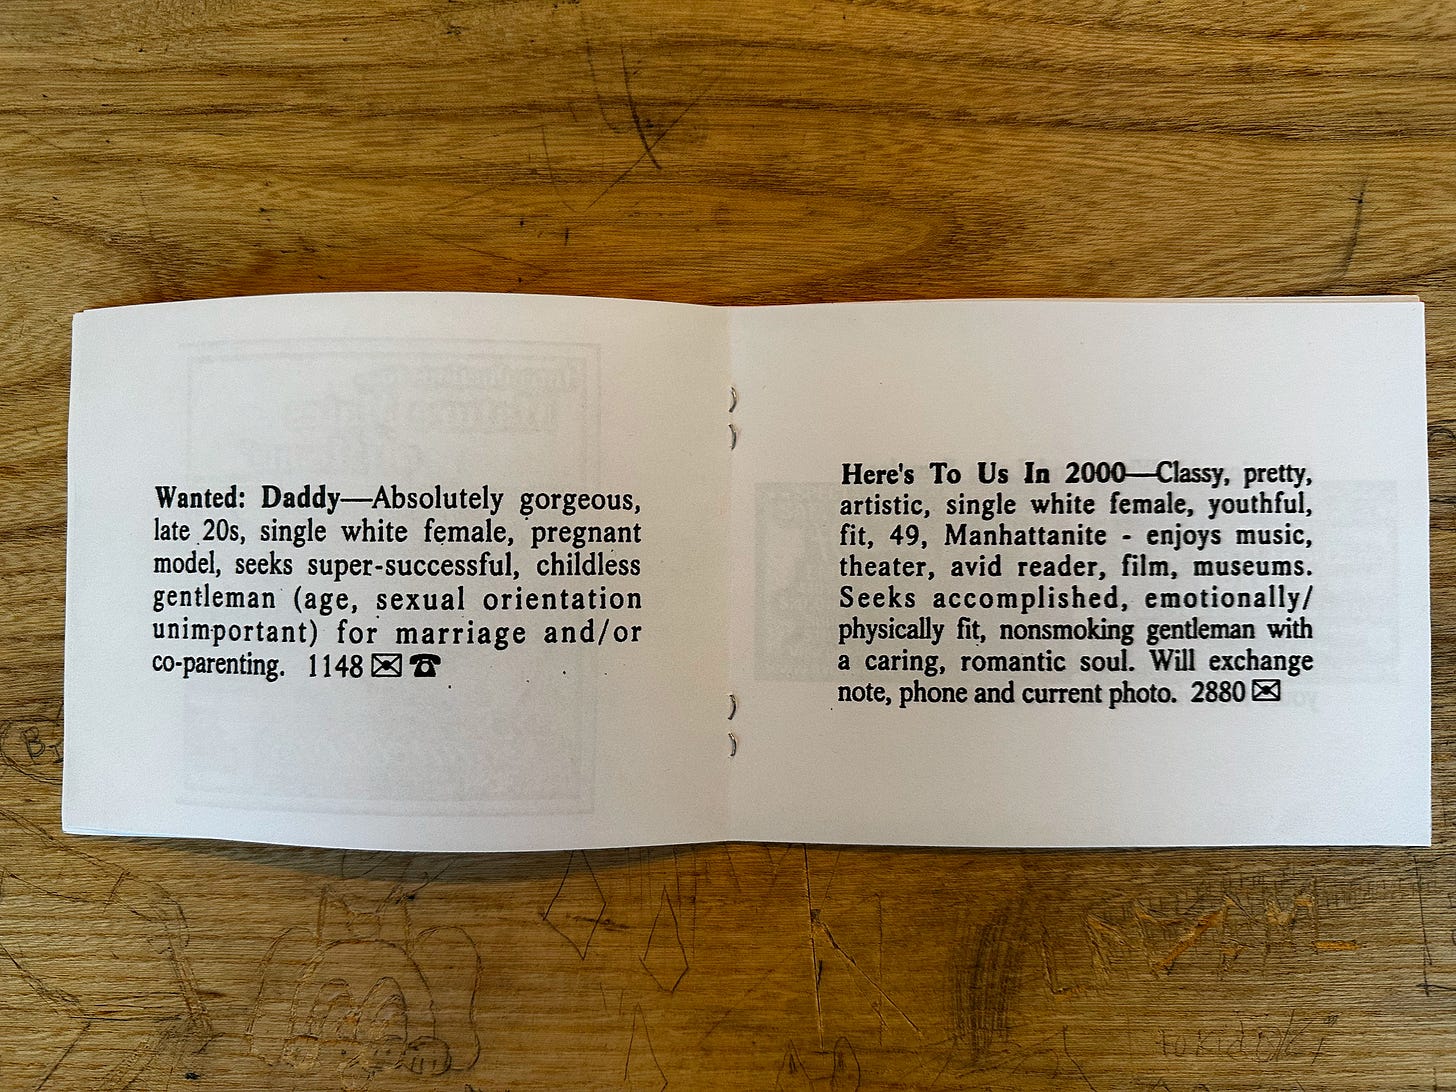 Wanted: Daddy—Absolutely gorgeous,
late 20s, single white female, pregnant
model, seeks super-successful, childless
gentleman (age, sexual orientation
unimportant) for marriage and/or
co-parenting. 1148 ✉ ☎
Here's To Us In 2000—Classy, pretty,
artistic, single white female, youthful,
fit, 49, Manhattanite - enjoys music,
theater, avid reader, film, museums.
Seeks accomplished, emotionally/
physically fit, nonsmoking gentleman with
a caring, romantic soul. Will exchange
note, phone and current photo. 2880 ✉